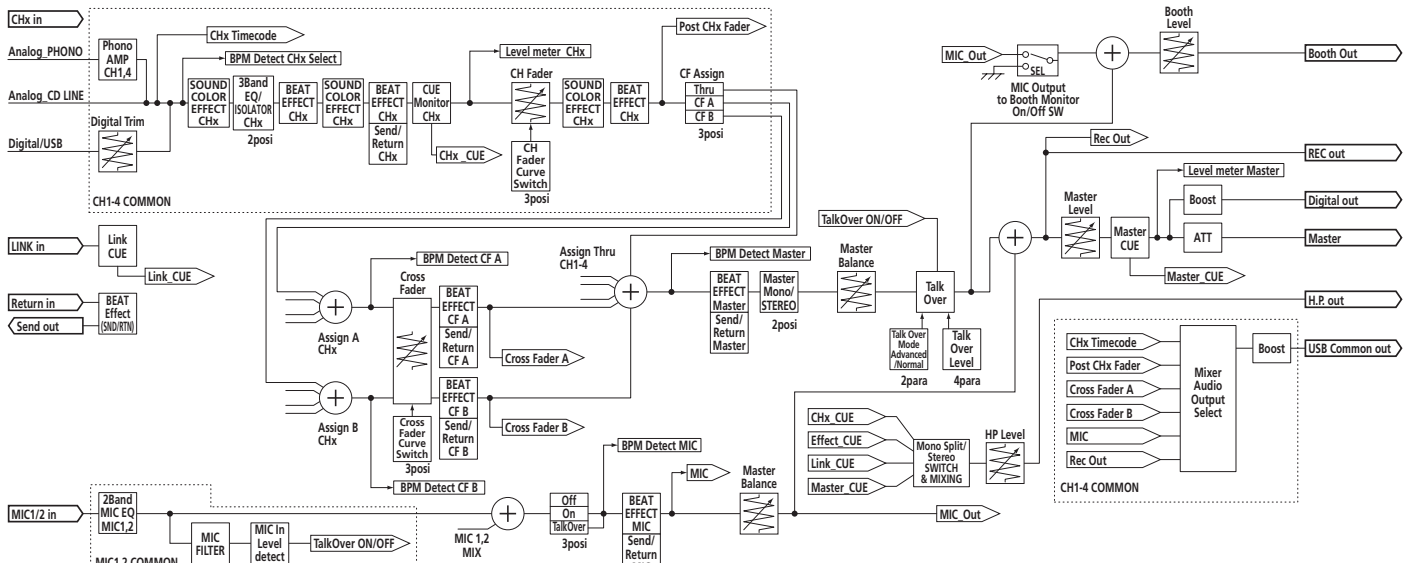 CHx in
Analog_PHONO
Phono
AMP
CH1,4
CHx Timecode
BPM Detect CHx Select
Analog_CD LINE
Digital Trim
Digital/USB
SOUND
COLOR
EFFECT
CHx
3Band
EQ/
ISOLATOR
CHx
2posi
BEAT
EFFECT
CHx
SOUND
COLOR
EFFECT
CHx
BEAT
EFFECT
CHx
Send/
Return
CHx
CUE
Monitor
CHx
CHx _CUE
Level meter CHx
CH Fader
CH
Fader
Curve
Switch
3posi
SOUND
COLOR
EFFECT
CHx
BEAT
EFFECT
CHx
Post CHx Fader
CF Assign
Thru
CF A
CF B
3posi
CH1-4 COMMON
MIC_Out
SEL
MIC Output
to Booth Monitor
On/Off SW
Booth
Level
Booth Out
Rec Out
REC out
Level meter Master
Master
Level
Master
CUE
Boost
Digital out
ATT
Master
Master_CUE
LINK in
Link
CUE
Link_CUE
Return in
Send out
BEAT
Effect
(SND/RTN)
BPM Detect CF A
Cross
Fader
Assign A
CHx
BEAT
EFFECT
CF A
Send/
Return
CF A
Cross Fader A
Assign B
CHx
Cross
Fader
Curve
Switch
3posi
BEAT
EFFECT
CF B
Send/
Return
CF B
Cross Fader B
BPM Detect CF B
Assign Thru
CH1-4
BPM Detect Master
BEAT
EFFECT
Master
Send/
Return
Master
Master
Mono/
STEREO
2posi
Master
Balance
TalkOver ON/OFF
Talk
Over
Talk Over
Mode
Advanced
/Normal
2para
Talk
Over
Level
4para
H.P. out
CHx Timecode
Post CHx Fader
Cross Fader A
Cross Fader B
MIC
Rec Out
Mixer
Audio
Output
Select
Boost
USB Common out
CH1-4 COMMON
CHx_CUE
Effect_CUE
Link_CUE
Master_CUE
Mono Split/
Stereo
SWITCH
& MIXING
HP Level
MIC1/2 in
2Band
MIC EQ
MIC1,2
MIC
FILTER
MIC In
Level
detect
TalkOver ON/OFF
MIC1,2 COMMON
MIC 1,2
MIX
Off
On
TalkOver
3posi
BPM Detect MIC
BEAT
EFFECT
MIC
Send/
Return
MIC
Master
Balance
MIC_Out